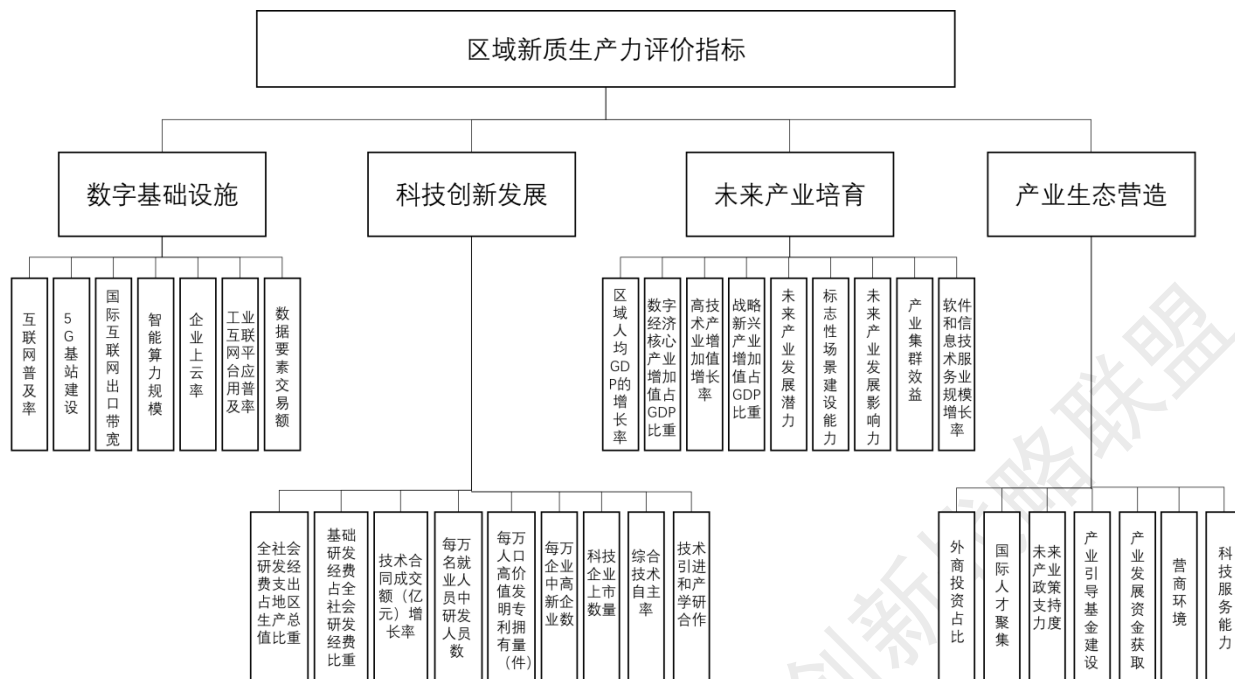 区域新质生产力评价指标
数字基础设施
科技创新发展
未来产业培育
产业生态营造
互联网普及率
5G基站建设
国际互联网出口带宽
智能算力规模
企业上云率
工业互联网平台应用普及率
数据要素交易额
区域人均GDP的增长率
数字经济核心产业增加值占GDP比重
高技术产业增加值增长率
战略新兴产业增加值占GDP比重
未来产业发展潜力
标志性场景建设能力
未来产业发展影响力
产业集群效益
软件和信息技术服务业规模增长率
全社会研发经费支出占地区生产总值比重
基础研发经费占全社会研发经费比重
技术合同成交额（亿元）增长率
每万名就业人员中研发人员数
每万人口高价值发明专利拥有量（件）
每万企业中高新企业数
科技企业上市数量
综合技术自主率
技术引进和产学研合作
外商投资占比
国际人才聚集
未来产业政策支持力度
产业引导基金建设
产业发展资金获取
营商环境
科技服务能力
创新战略联盟